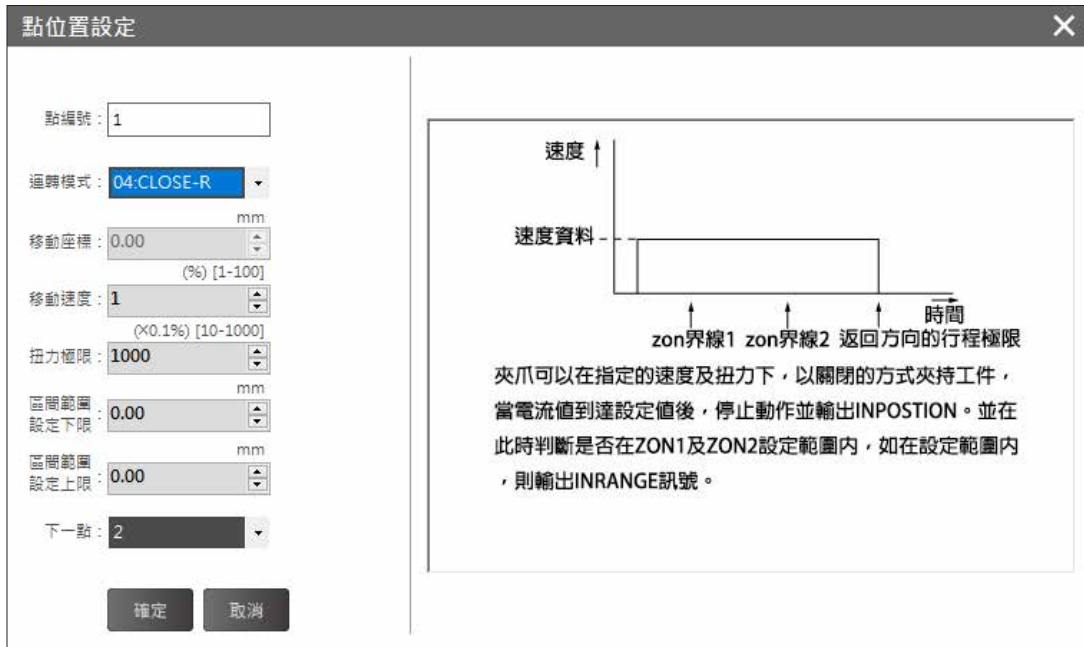 點位置設定
點編號：1
運轉模式：04:CLOSE-R
mm
移動座標：0.00
(%) [1-100]
移動速度：1
(×0.1%) [10-1000]
扭力極限：1000
mm
區間範圍
設定下限：0.00
mm
區間範圍
設定上限：0.00
下一點：2
確定 取消
速度
速度資料
時間
zon界線1 zon界線2 返回方向的行程極限
夾爪可以在指定的速度及扭力下，以關閉的方式夾持工件，
當電流值到達設定值後，停止動作並輸出INPOSTION。並在
此時判斷是否在ZON1及ZON2設定範圍内，如在設定範圍内
，則輸出INRANGE訊號。